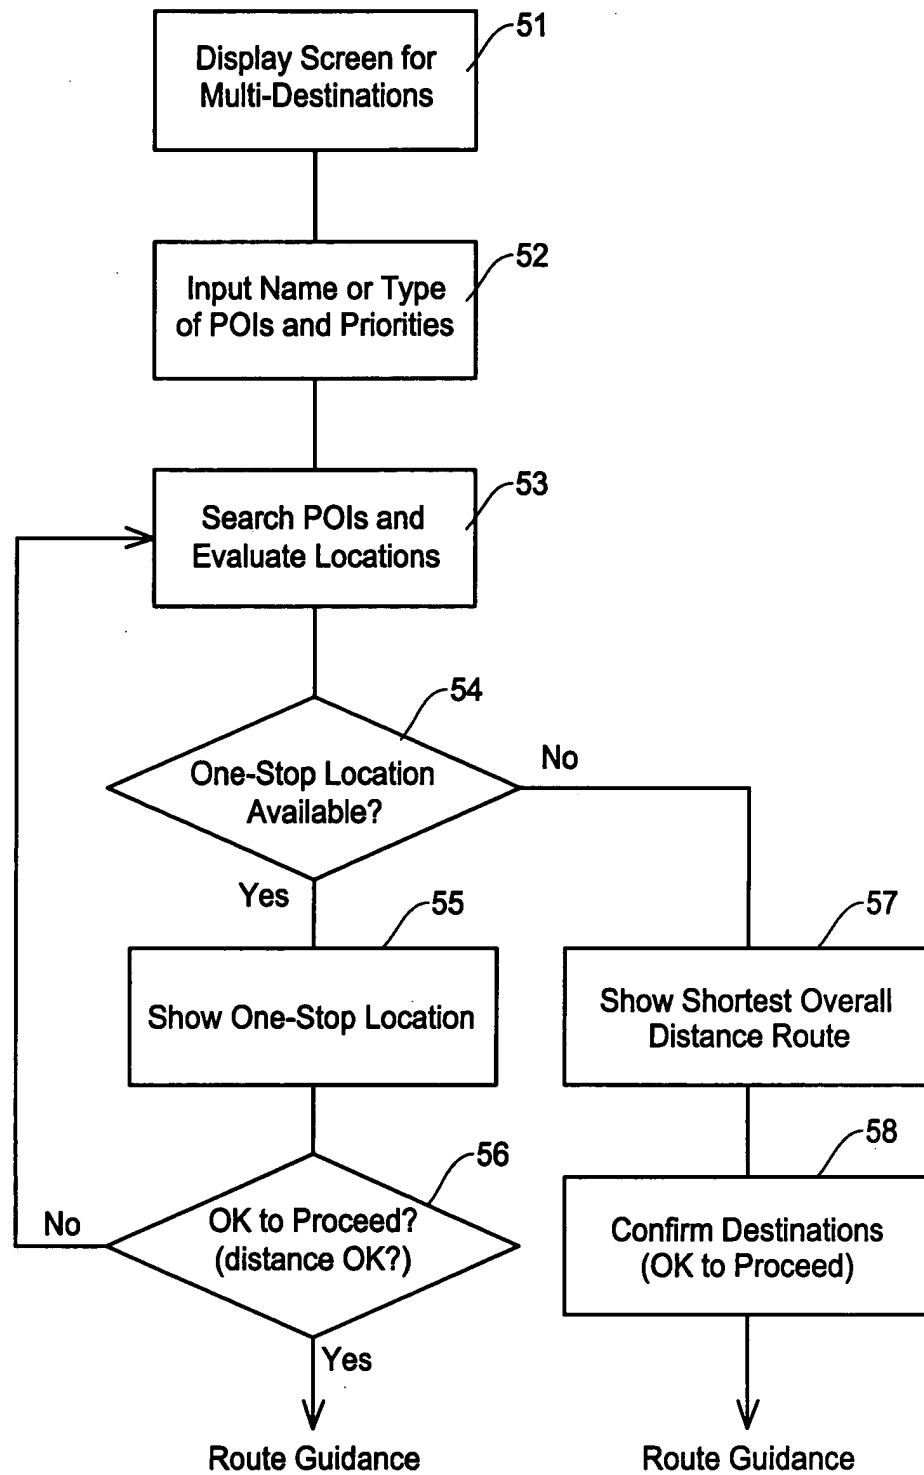 51
Display Screen for
Multi-Destinations
52
Input Name or Type
of POIs and Priorities
53
Search POIs and
Evaluate Locations
54
One-Stop Location
Available?
No
Yes
55
Show One-Stop Location
57
Show Shortest Overall
Distance Route
56
OK to Proceed?
(distance OK?)
No
Yes
58
Confirm Destinations
(OK to Proceed)
Route Guidance
Route Guidance